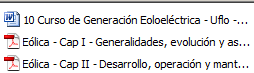 10 Curso de Generación Eoloeléctrica - Uflo -...
Eólica - Cap I - Generalidades, evolución y as...
Eólica - Cap II - Desarrollo, operación y mant...